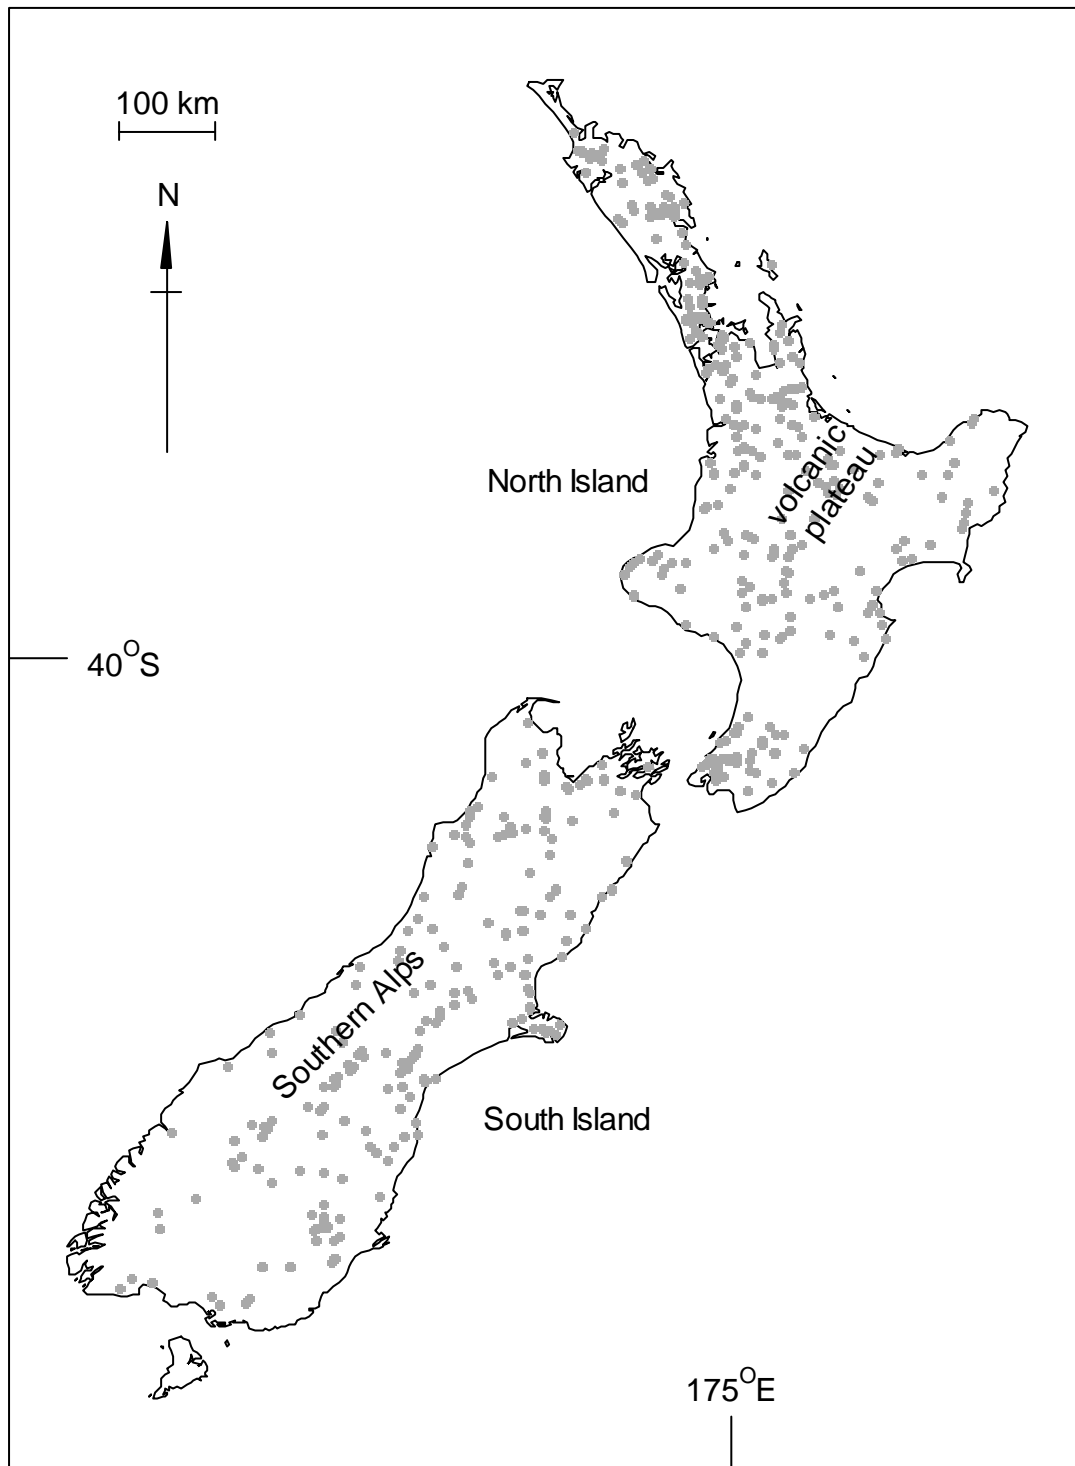 100 km
N
North Island
volcanic
plateau
40°S
Southern Alps
South Island
175°E